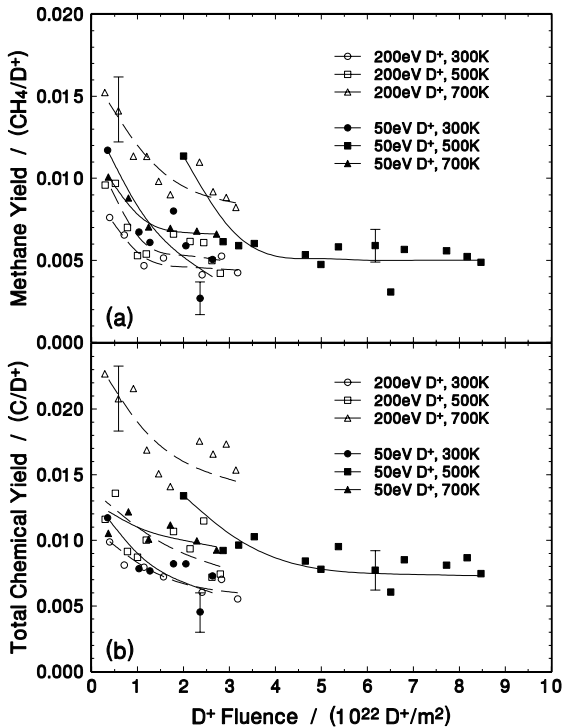 0.020
0.015
0.010
0.005
0.000
Methane Yield / (CH4/D+)
200eV D+, 300K
200eV D+, 500K
200eV D+, 700K
50eV D+, 300K
50eV D+, 500K
50eV D+, 700K
(a)
0.020
0.015
0.010
0.005
0.000
Total Chemical Yield / (C/D+)
200eV D+, 300K
200eV D+, 500K
200eV D+, 700K
50eV D+, 300K
50eV D+, 500K
50eV D+, 700K
(b)
0 1 2 3 4 5 6 7 8 9 10
D+ Fluence / (10²² D+/m²)